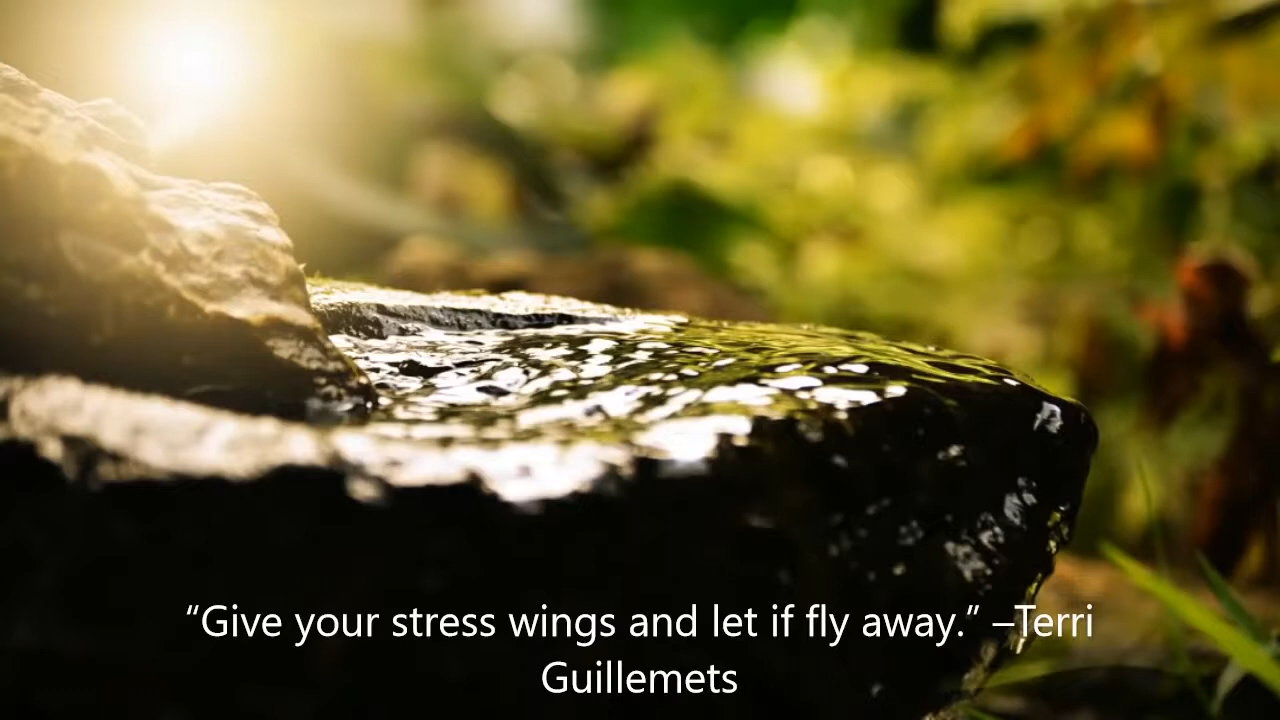 “Give your stress wings and let if fly away.” –Terri
Guillemets